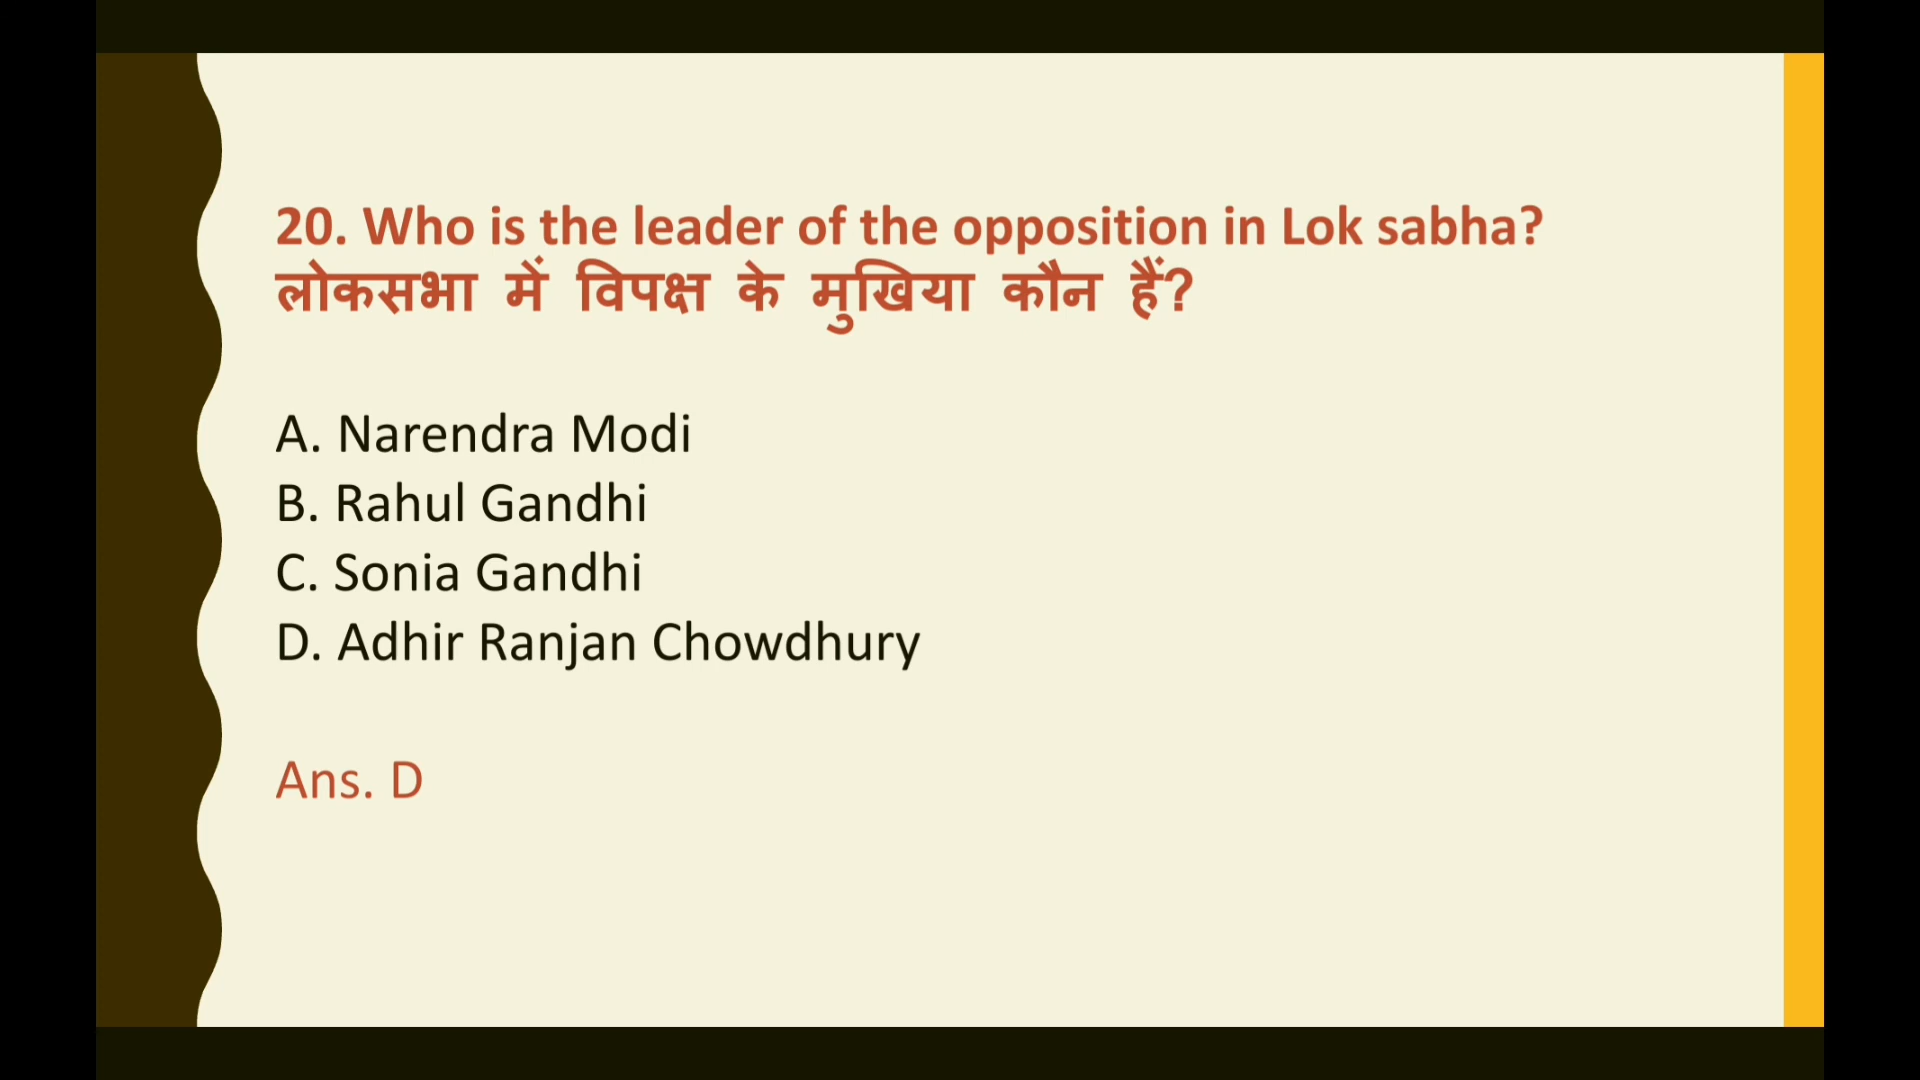 20. Who is the leader of the opposition in Lok sabha?
लोकसभा में विपक्ष के मुखिया कौन हैं?
A. Narendra Modi
B. Rahul Gandhi
C. Sonia Gandhi
D. Adhir Ranjan Chowdhury
Ans. D